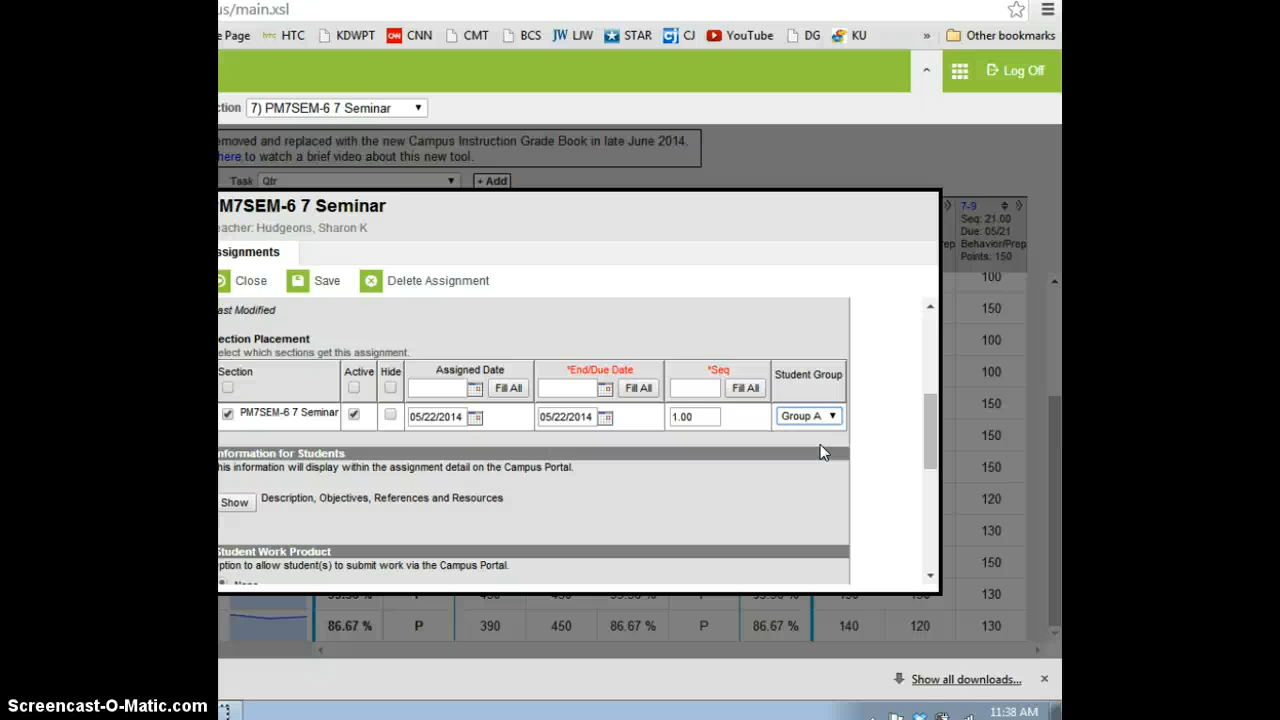 us/main.xsl
e Page HTC KDWPT CNN CMT BCS JW LJW STAR CJ YouTube DG KU » Other bookmarks
Log Off
ction 7) PM7SEM-6 7 Seminar
emoved and replaced with the new Campus Instruction Grade Book in late June 2014.
here to watch a brief video about this new tool.
Task Qtr + Add
PM7SEM-6 7 Seminar
eacher: Hudgeons, Sharon K
ssignments
Close Save Delete Assignment
ast Modified
ection Placement
elect which sections get this assignment.
Section Active Hide Assigned Date *End/Due Date *Seq Student Group
Fill All Fill All Fill All
PM7SEM-6 7 Seminar 05/22/2014 05/22/2014 1.00 Group A
nformation for Students
his information will display within the assignment detail on the Campus Portal.
Show Description, Objectives, References and Resources
Student Work Product
ption to allow student(s) to submit work via the Campus Portal.
7-9
Seq: 21.00
Due: 05/21
ep Behavior/Prep
Points: 150
100
150
100
100
150
150
150
120
130
150
130
86.67 % P 390 450 86.67 % P 86.67 % 140 120 130
Show all downloads...
11:38 AM
Screencast-O-Matic.com